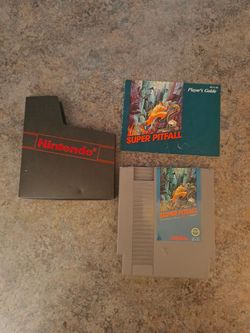 Player's Guide
SUPER PITFALL
Nintendo®
SUPER PITFALL